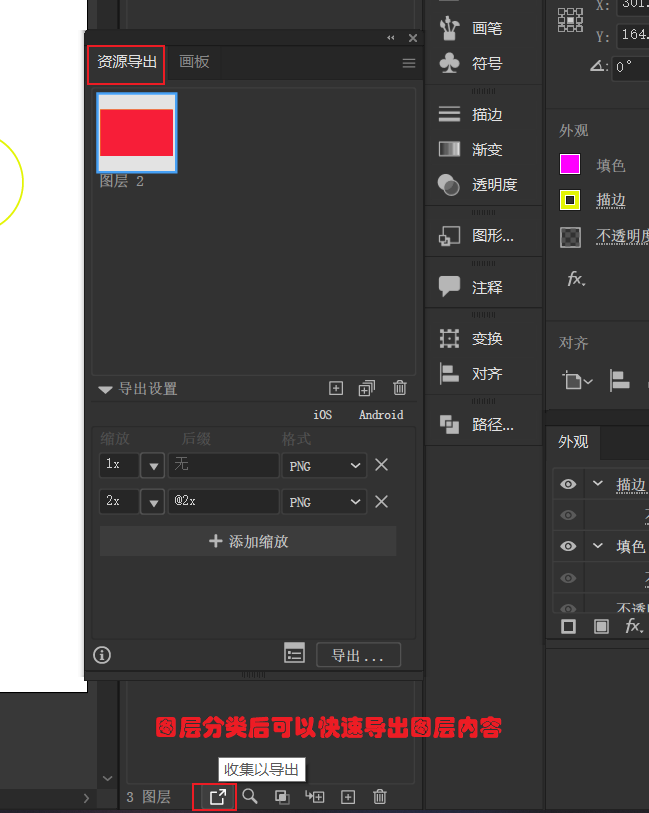 资源导出 画板
图层 2
导出设置
iOS Android
缩放 后缀 格式
1x 无 PNG
2x @2x PNG
添加缩放
导出...
图层分类后可以快速导出图层内容
收集以导出
3 图层
画笔
符号
描边
渐变
透明度
图形...
注释
变换
对齐
路径...
X: 301.
Y: 164.
0°
外观
填色
描边
不透明度
fx.
对齐
外观
描边
填色
fx.